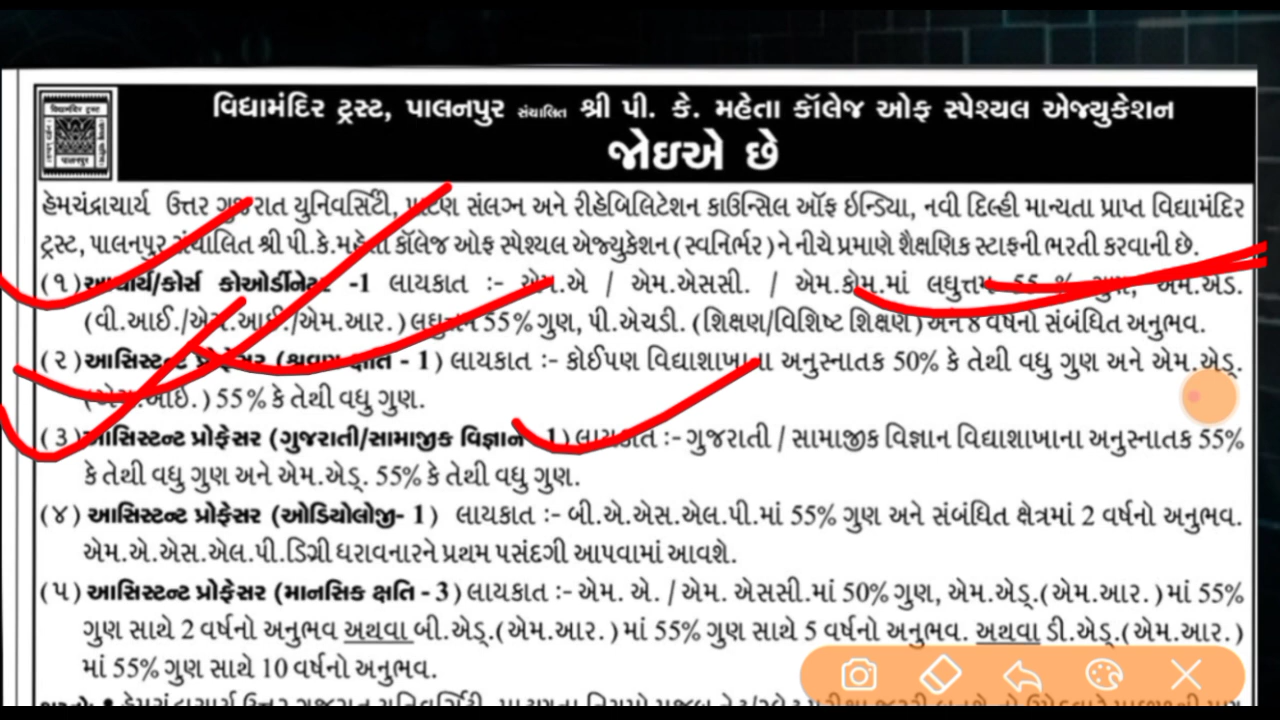 વિદ્યામંદિર ટ્રસ્ટ, પાલનપુર સંચાલિત શ્રી પી. કે. મહેતા કૉલેજ ઓફ સ્પેશ્યલ એજ્યુકેશન
જોઇએ છે
વિદ્યામંદિર ટ્રસ્ટ
પાલનપુર
હેમચંદ્રાચાર્ય ઉત્તર ગુજરાત યુનિવર્સિટી, પાટણ સંલગ્ન અને રીહેબિલિટેશન કાઉન્સિલ ઑફ ઈન્ડિયા, નવી દિલ્હી માન્યતા પ્રાપ્ત વિદ્યામંદિર
ટ્રસ્ટ, પાલનપુર સંચાલિત શ્રી પી.કે.મહેતા કૉલેજ ઓફ સ્પેશ્યલ એજ્યુકેશન (સ્વનિર્ભર) ને નીચે પ્રમાણે શૈક્ષણિક સ્ટાફની ભરતી કરવાની છે.
(૧) આચાર્ય/કોર્સ કોઓર્ડીનેટર -1 લાયકાત :- એમ.એ / એમ.એસસી. / એમ.કોમ.માં લઘુત્તમ 55 % ગુણ, એમ.એડ.
(વી.આઈ./એચ.આઈ./એમ.આર.) લઘુત્તમ 55% ગુણ, પી.એચડી. (શિક્ષણ/વિશિષ્ટ શિક્ષણ) અને ૪ વર્ષનો સંબંધિત અનુભવ.
(૨) આસિસ્ટન્ટ પ્રોફેસર (શ્રવણ ક્ષતિ - 1) લાયકાત :- કોઈપણ વિદ્યાશાખાના અનુસ્નાતક 50% કે તેથી વધુ ગુણ અને એમ.એડ્.
(એચ.આઈ.) 55% કે તેથી વધુ ગુણ.
(૩) આસિસ્ટન્ટ પ્રોફેસર (ગુજરાતી/સામાજીક વિજ્ઞાન - 1) લાયકાત :- ગુજરાતી / સામાજીક વિજ્ઞાન વિદ્યાશાખાના અનુસ્નાતક 55%
કે તેથી વધુ ગુણ અને એમ.એડ્. 55% કે તેથી વધુ ગુણ.
(૪) આસિસ્ટન્ટ પ્રોફેસર (ઓડિયોલોજી- 1) લાયકાત :- બી.એ.એસ.એલ.પી.માં 55% ગુણ અને સંબંધિત ક્ષેત્રમાં 2 વર્ષનો અનુભવ.
એમ.એ.એસ.એલ.પી.ડિગ્રી ધરાવનારને પ્રથમ પસંદગી આપવામાં આવશે.
(૫) આસિસ્ટન્ટ પ્રોફેસર (માનસિક ક્ષતિ - 3) લાયકાત :- એમ. એ. / એમ. એસસી.માં 50% ગુણ, એમ.એડ્.(એમ.આર.) માં 55%
ગુણ સાથે 2 વર્ષનો અનુભવ અથવા બી.એડ્.(એમ.આર.) માં 55% ગુણ સાથે 5 વર્ષનો અનુભવ. અથવા ડી.એડ્.(એમ.આર.)
માં 55% ગુણ સાથે 10 વર્ષનો અનુભવ.